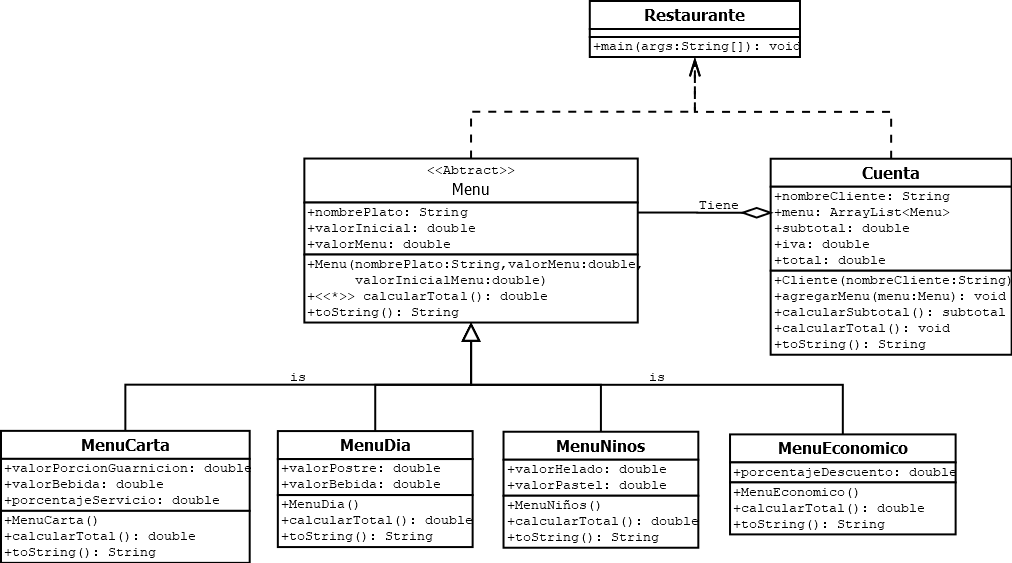 Restaurante
+main(args:String[]): void
<<Abtract>>
Menu
+nombrePlato: String
+valorInicial: double
+valorMenu: double
+Menu(nombrePlato:String,valorMenu:double,
valorInicialMenu:double)
+<<*>> calcularTotal(): double
+toString(): String
Tiene
Cuenta
+nombreCliente: String
+menu: ArrayList<Menu>
+subtotal: double
+iva: double
+total: double
+Cliente(nombreCliente:String)
+agregarMenu(menu:Menu): void
+calcularSubtotal(): subtotal
+calcularTotal(): void
+toString(): String
is
is
MenuCarta
+valorPorcionGuarnicion: double
+valorBebida: double
+porcentajeServicio: double
+MenuCarta()
+calcularTotal(): double
+toString(): String
MenuDia
+valorPostre: double
+valorBebida: double
+MenuDia()
+calcularTotal(): double
+toString(): String
MenuNinos
+valorHelado: double
+valorPastel: double
+MenuNiños()
+calcularTotal(): double
+toString(): String
MenuEconomico
+porcentajeDescuento: double
+MenuEconomico()
+calcularTotal(): double
+toString(): String